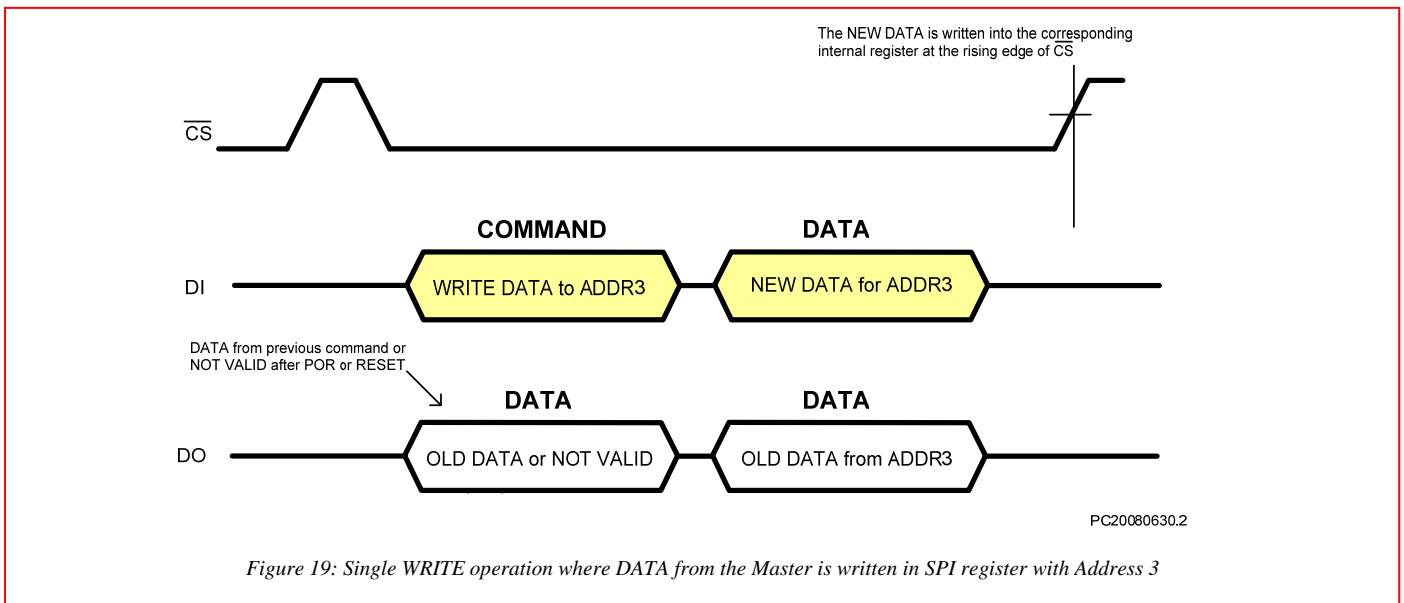 The NEW DATA is written into the corresponding
internal register at the rising edge of CS
CS
COMMAND
DATA
DI
WRITE DATA to ADDR3
NEW DATA for ADDR3
DATA from previous command or
NOT VALID after POR or RESET
DATA
DATA
DO
OLD DATA or NOT VALID
OLD DATA from ADDR3
PC20080630.2
Figure 19: Single WRITE operation where DATA from the Master is written in SPI register with Address 3